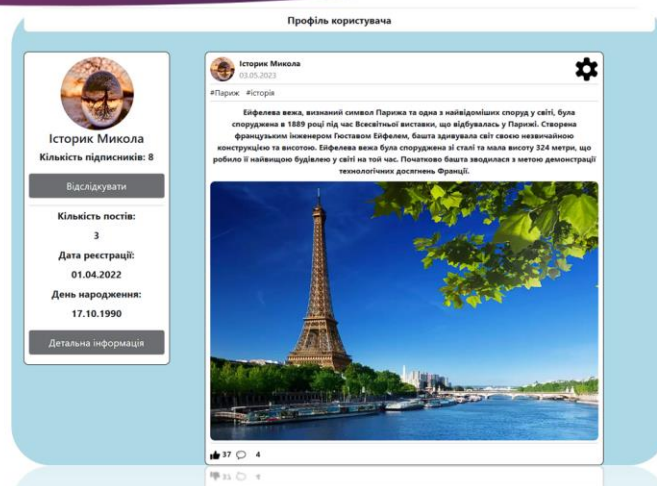 Профіль користувача
Історик Микола
Кількість підписників: 8
Відслідкувати
Кількість постів:
3
Дата реєстрації:
01.04.2022
День народження:
17.10.1990
Детальна інформація
Історик Микола
03.05.2023
#Париж #історія
Ейфелева вежа, визнаний символ Парижа та одна з найвідоміших споруд у світі, була
споруджена в 1889 році під час Всесвітньої виставки, що відбувалась у Парижі. Створена
французьким інженером Гюставом Ейфелем, башта здивувала світ своєю незвичайною
конструкцією та висотою. Ейфелева вежа була споруджена зі сталі та мала висоту 324 метри, що
робило її найвищою будівлею у світі на той час. Початково башта зводилася з метою демонстрації
технологічних досягнень Франції.
37 4